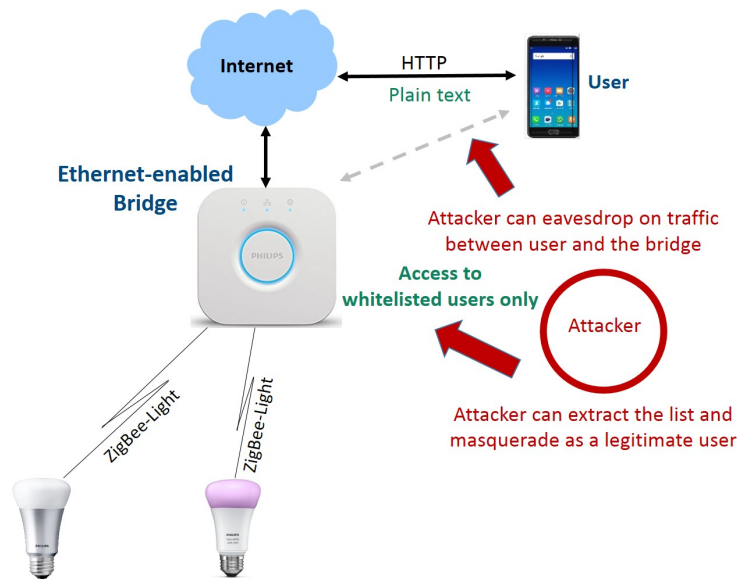 Internet
HTTP
Plain text
User
Ethernet-enabled
Bridge
PHILIPS
Attacker can eavesdrop on traffic
between user and the bridge
Access to
whitelisted users only
Attacker
Attacker can extract the list and
masquerade as a legitimate user
ZigBee-Light
ZigBee-Light
PHILIPS
PHILIPS